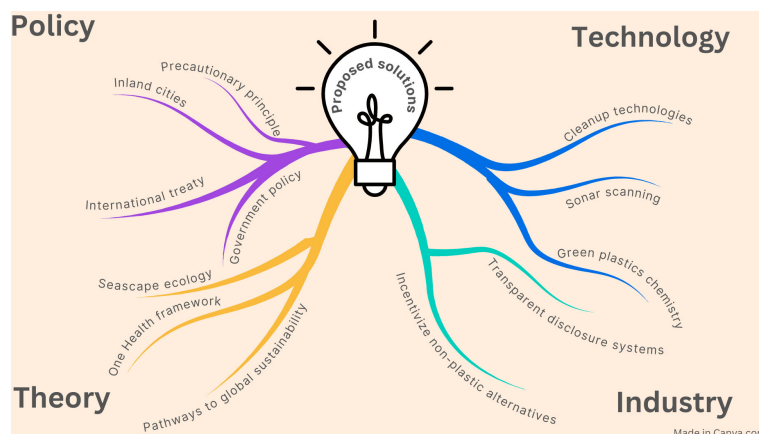 Policy
Technology
Proposed solutions
Precautionary principle
Inland cities
International treaty
Government policy
Cleanup technologies
Sonar scanning
Green plastics chemistry
Seascape ecology
One Health framework
Pathways to global sustainability
Transparent disclosure systems
Incentivize non-plastic alternatives
Theory
Industry
Made in Canva